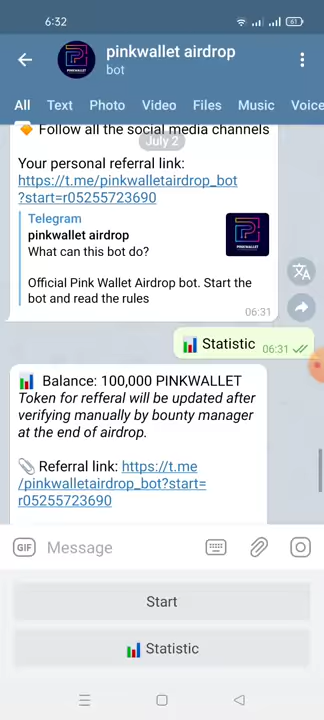 6:32
61
pinkwallet airdrop
bot
All Text Photo Video Files Music Voice
Follow all the social media channels
July 2
Your personal referral link:
https://t.me/pinkwalletairdrop_bot
?start=r05255723690
Telegram
pinkwallet airdrop
What can this bot do?
Official Pink Wallet Airdrop bot. Start the
bot and read the rules
06:31
Statistic 06:31
Balance: 100,000 PINKWALLET
Token for refferal will be updated after
verifying manually by bounty manager
at the end of airdrop.
Referral link: https://t.me
/pinkwalletairdrop_bot?start=
r05255723690
GIF Message
Start
Statistic